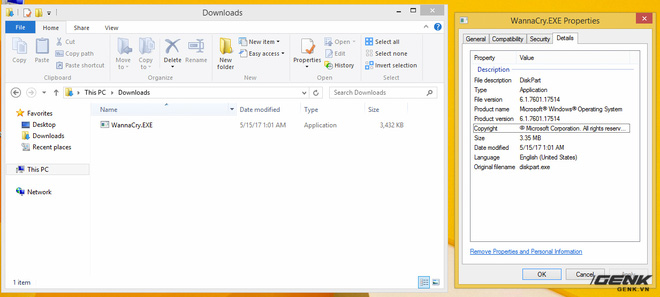 Downloads
File
Home
Share
View
Copy
Paste
Cut
Copy path
Paste shortcut
Clipboard
Move to
Copy to
Delete
Rename
Organize
New folder
New item
Easy access
New
Properties
Open
Edit
History
Open
Select all
Select none
Invert selection
Select
This PC
Downloads
Search Downloads
Favorites
Desktop
Downloads
Recent places
This PC
Network
Name
Date modified
Type
Size
WannaCry.EXE
5/15/17 1:01 AM
Application
3,432 KB
1 item
WannaCry.EXE Properties
General
Compatibility
Security
Details
Property
Value
Description
File description
DiskPart
Type
Application
File version
6.1.7601.17514
Product name
Microsoft® Windows® Operating System
Product version
6.1.7601.17514
Copyright
© Microsoft Corporation. All rights reserv...
Size
3.35 MB
Date modified
5/15/17 1:01 AM
Language
English (United States)
Original filename
diskpart.exe
Remove Properties and Personal Information
OK
Cancel
GENK
GENK.VN